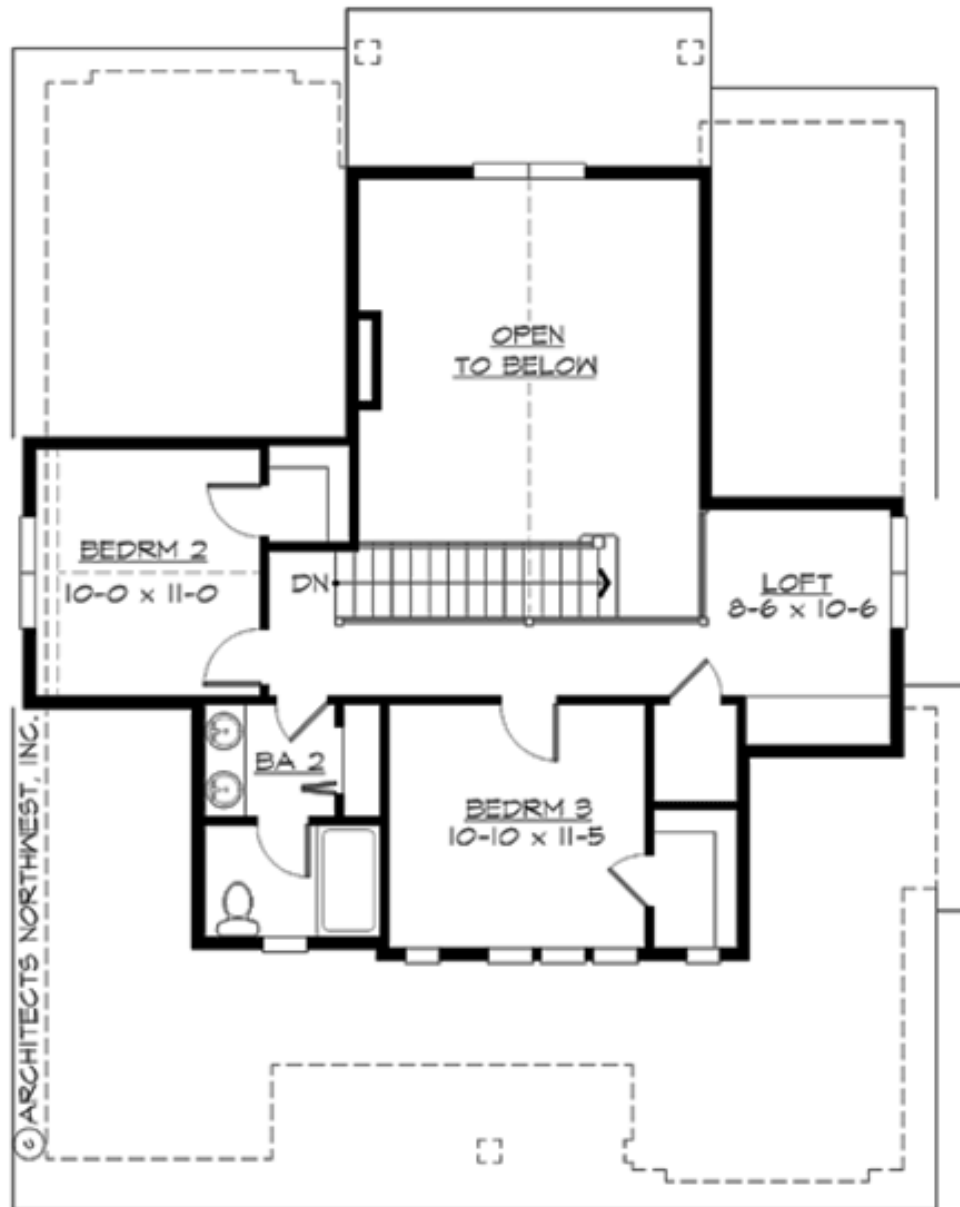 OPEN
TO BELOW
BEDRM 2
10-0 x 11-0
DN
LOFT
8-6 x 10-6
BA 2
BEDRM 3
10-10 x 11-5
© ARCHITECTS NORTHWEST, INC.